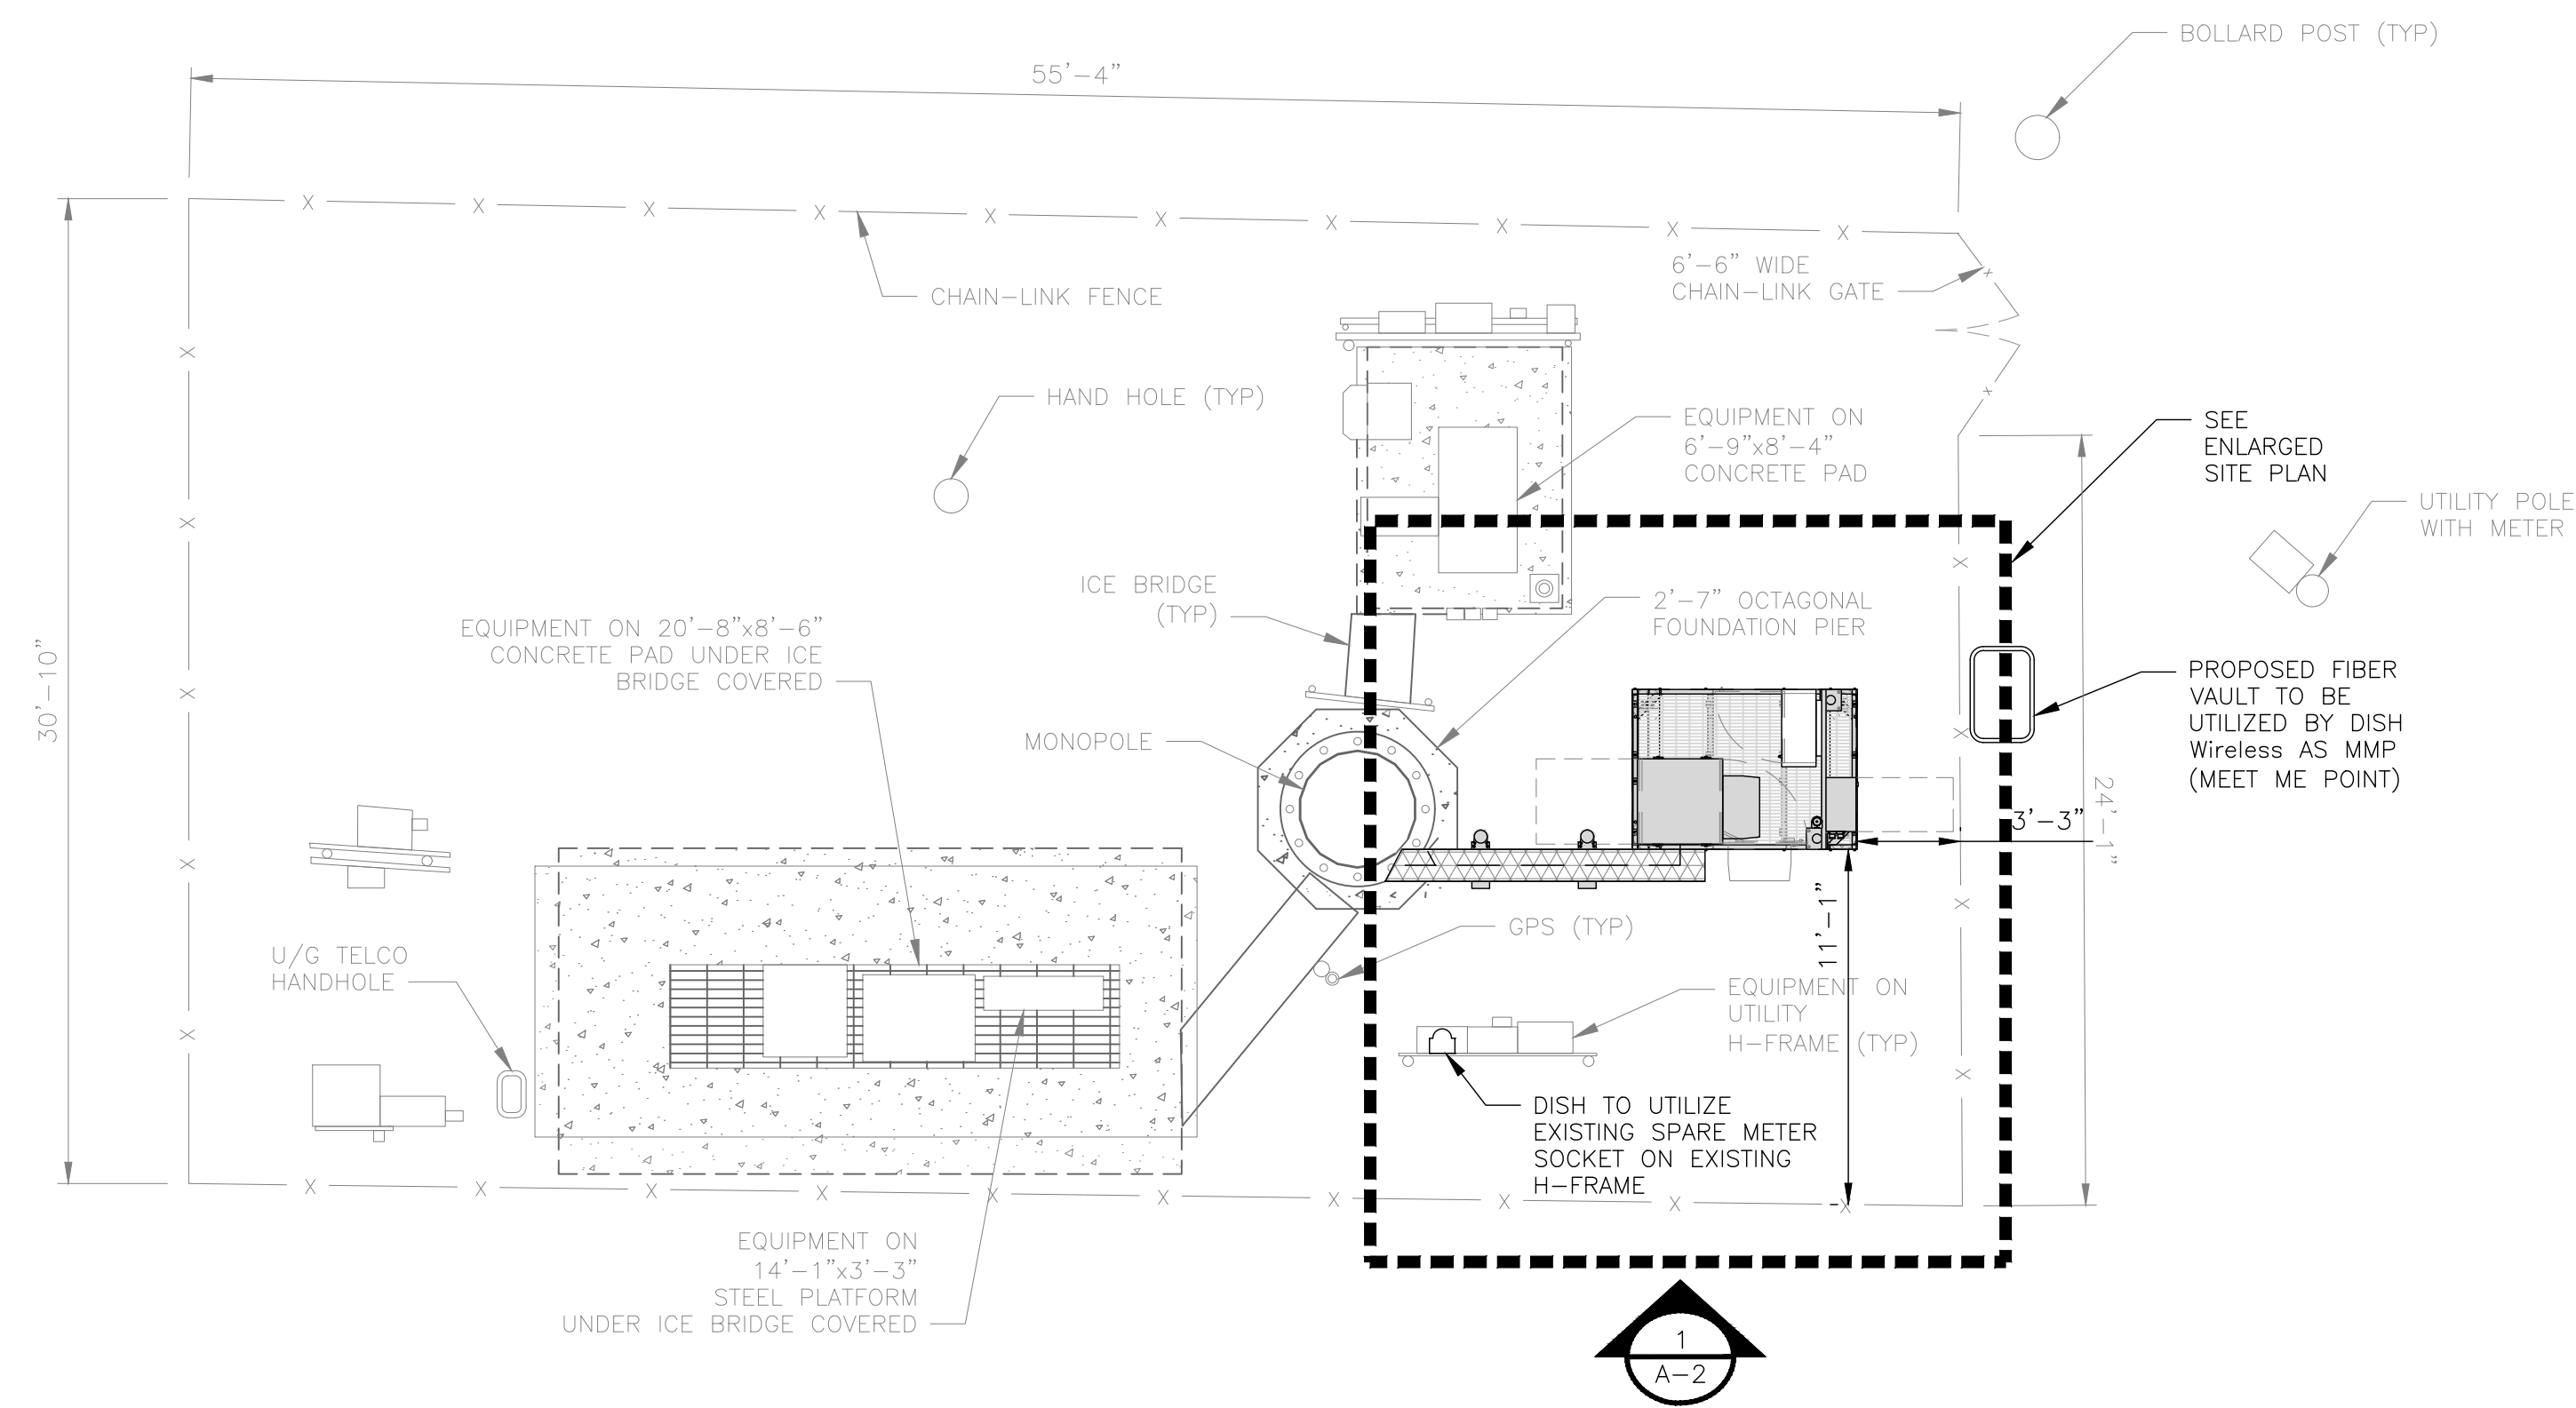 BOLLARD POST (TYP)
55'-4"
6'-6" WIDE
CHAIN-LINK GATE
CHAIN-LINK FENCE
HAND HOLE (TYP)
EQUIPMENT ON
6'-9"x8'-4"
CONCRETE PAD
SEE
ENLARGED
SITE PLAN
UTILITY POLE
WITH METER
ICE BRIDGE
(TYP)
2'-7" OCTAGONAL
FOUNDATION PIER
EQUIPMENT ON 20'-8"x8'-6"
CONCRETE PAD UNDER ICE
BRIDGE COVERED
30'-10"
PROPOSED FIBER
VAULT TO BE
UTILIZED BY DISH
Wireless AS MMP
(MEET ME POINT)
MONOPOLE
3'-3"
24'-1"
11'-1"
GPS (TYP)
U/G TELCO
HANDHOLE
EQUIPMENT ON
UTILITY
H-FRAME (TYP)
DISH TO UTILIZE
EXISTING SPARE METER
SOCKET ON EXISTING
H-FRAME
EQUIPMENT ON
14'-1"x3'-3"
STEEL PLATFORM
UNDER ICE BRIDGE COVERED
1
A-2